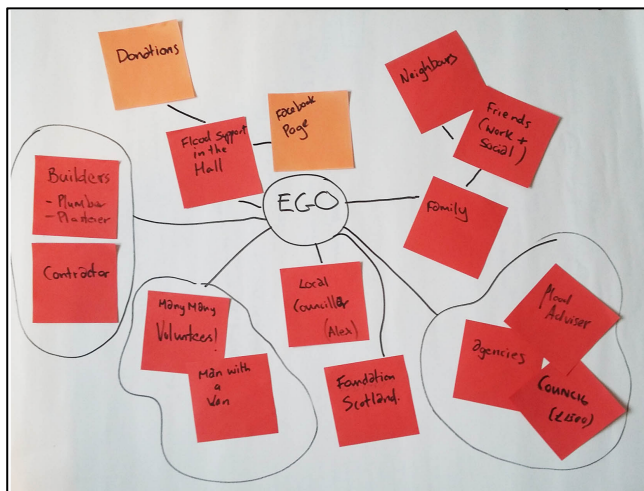 Donations
Facebook
Page
Flood Support
in the
Hall
Neighbours
Friends
(Work +
Social)
Family
EGO
Builders
- Plumber
- Plasterer
Contractor
Many Many
Volunteers!
Man with
a
Van
Local
Councillor
(Alex)
Foundation
Scotland.
agencies
Adviser
COUNCIL
(£1500)